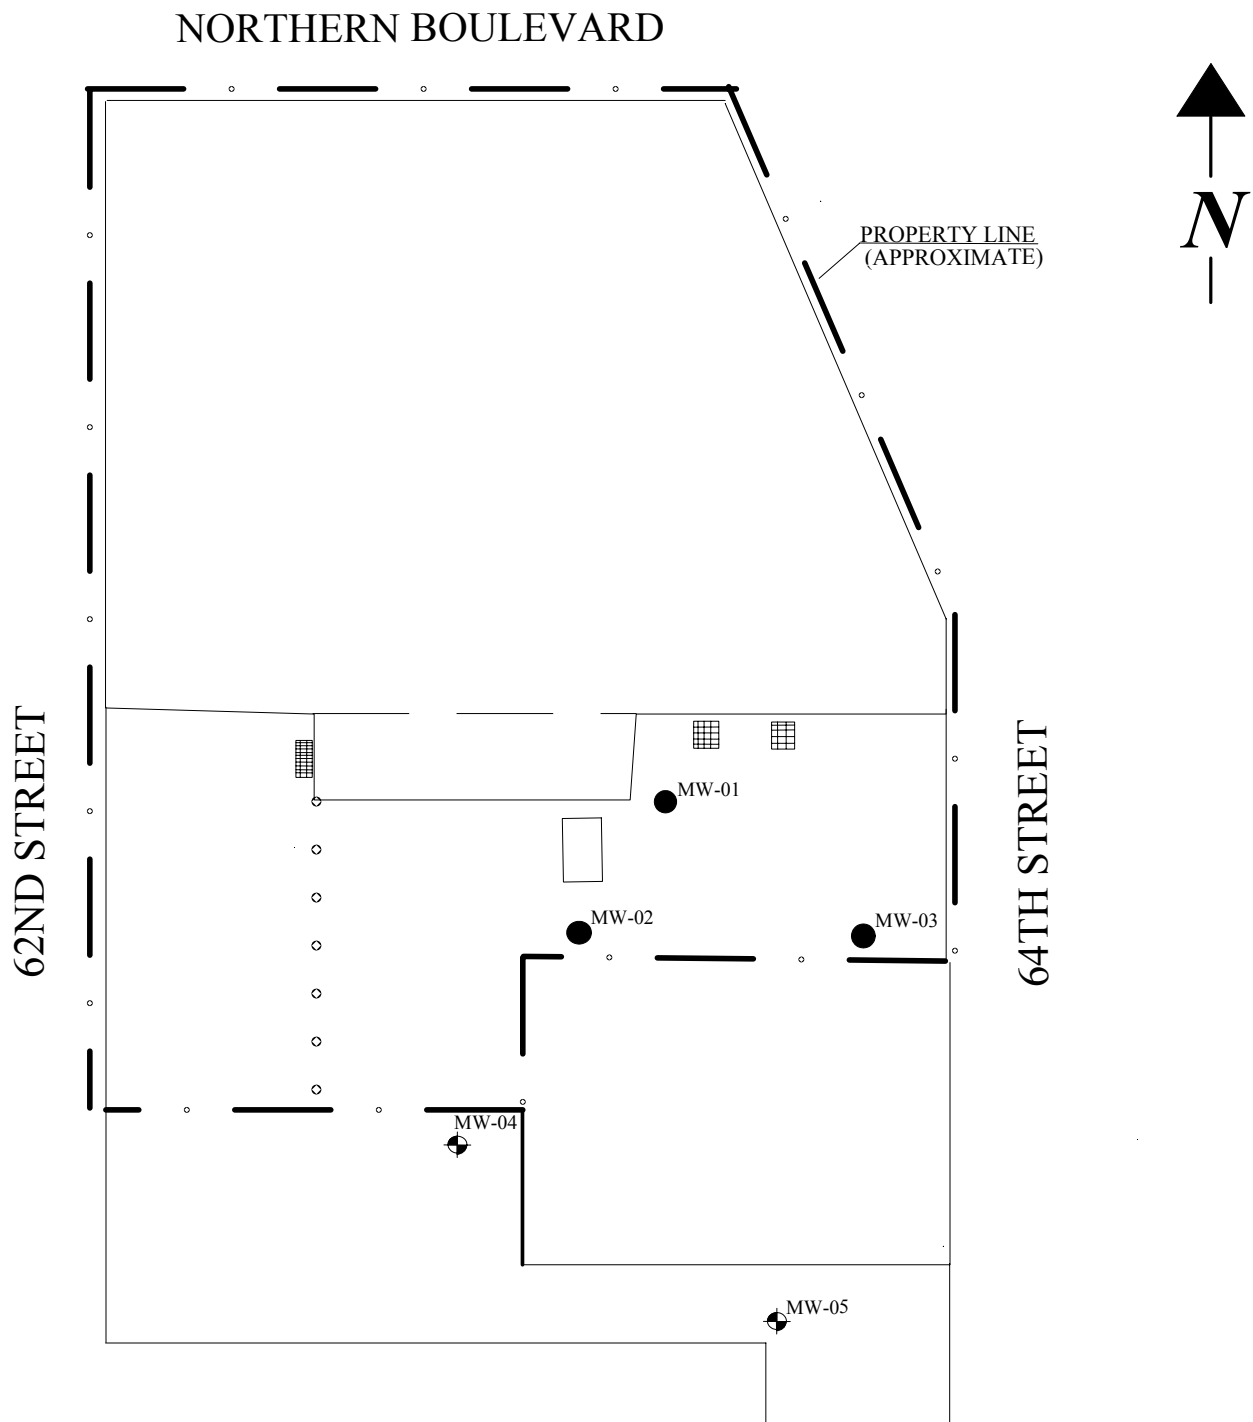 NORTHERN BOULEVARD
N
PROPERTY LINE
(APPROXIMATE)
62ND STREET
64TH STREET
MW-01
MW-02
MW-03
MW-04
MW-05